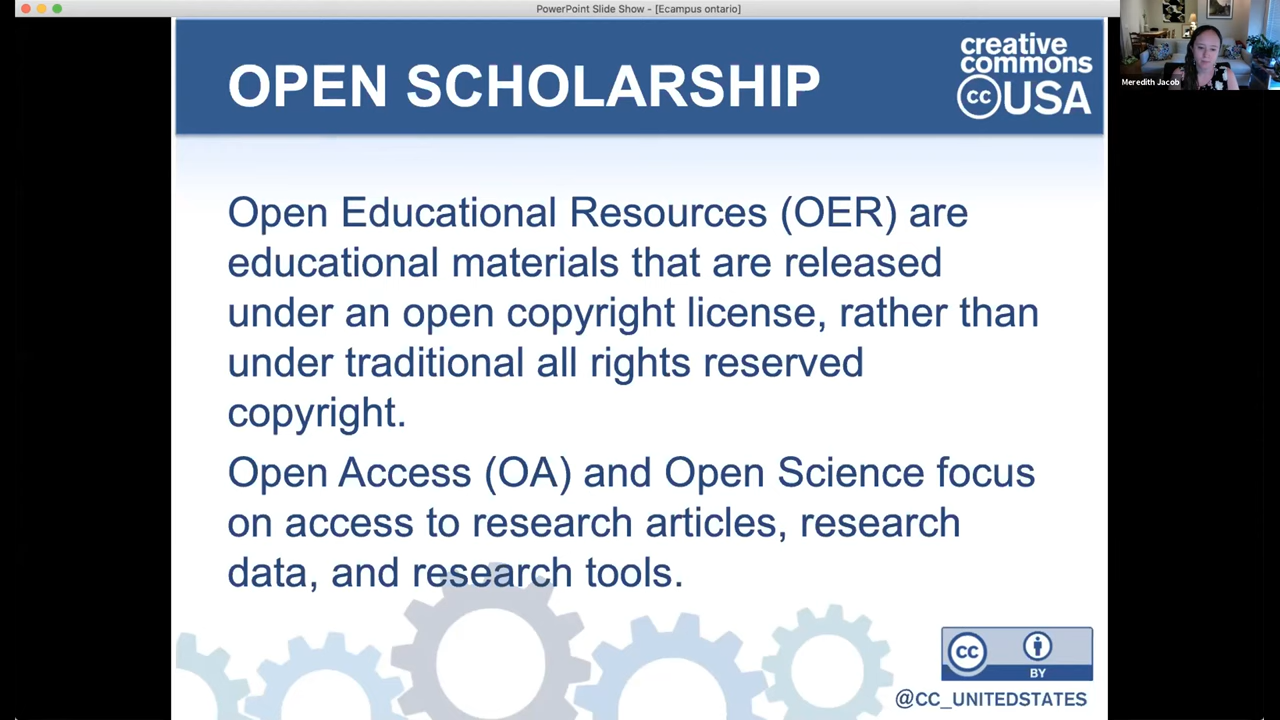 PowerPoint Slide Show - [Ecampus ontario]
OPEN SCHOLARSHIP
creative
commons
cc USA
Meredith Jacob
Open Educational Resources (OER) are
educational materials that are released
under an open copyright license, rather than
under traditional all rights reserved
copyright.
Open Access (OA) and Open Science focus
on access to research articles, research
data, and research tools.
cc
BY
@CC_UNITEDSTATES